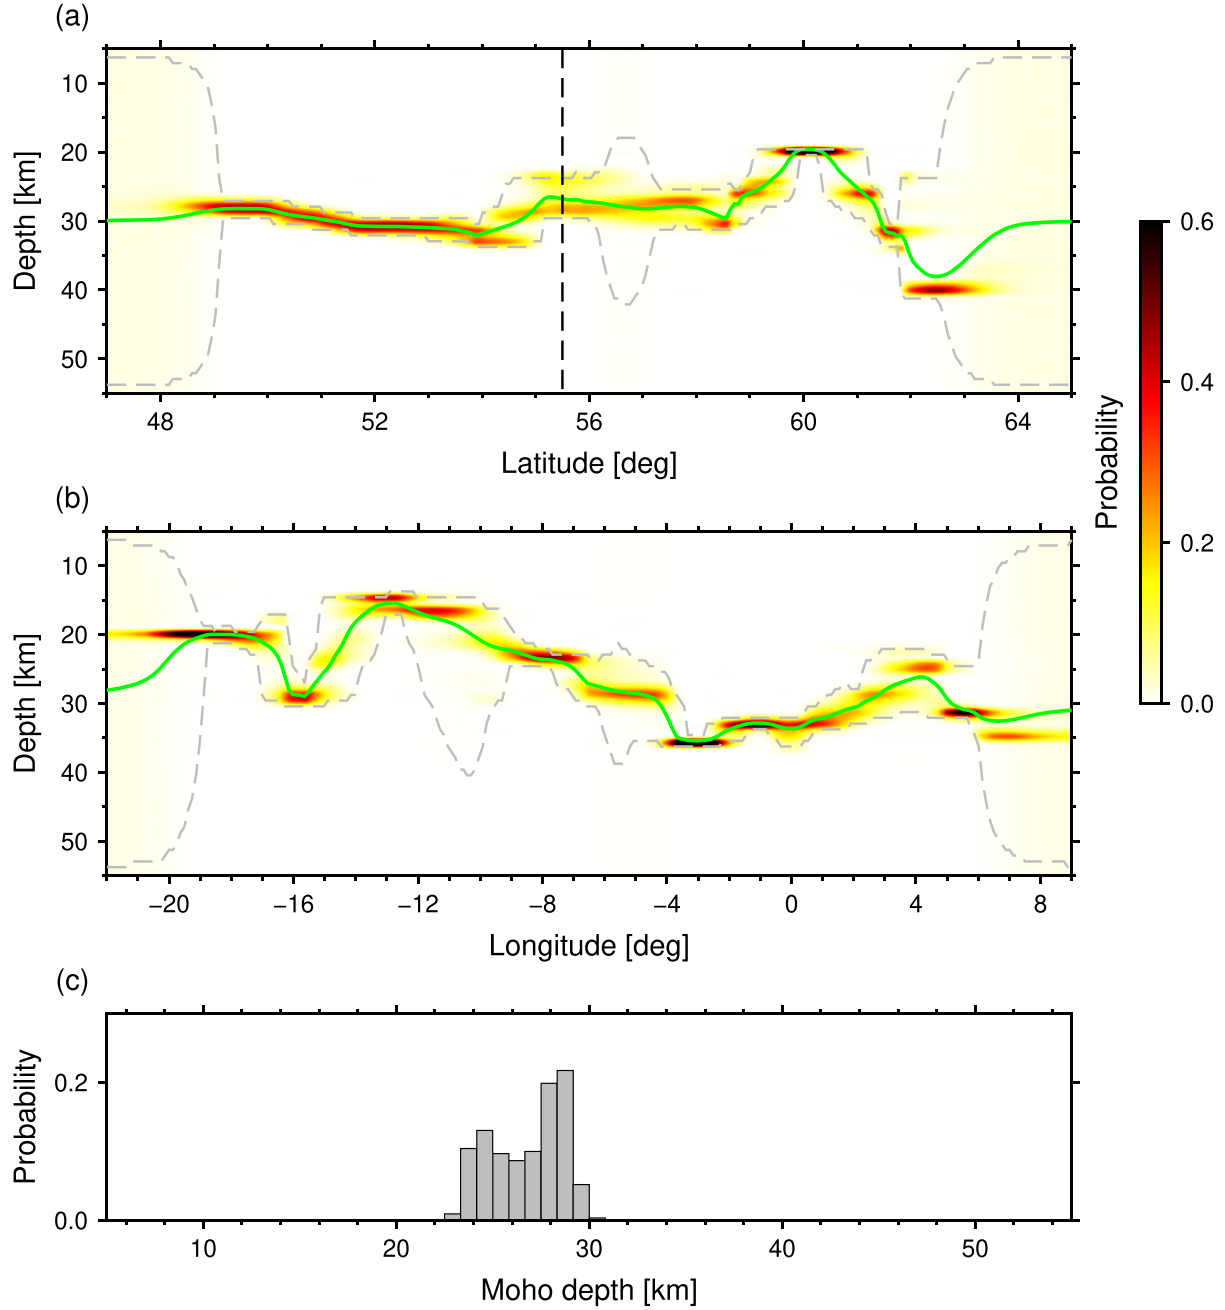 (a)
10
20
30
40
50
Depth [km]
48 52 56 60 64
Latitude [deg]
(b)
10
20
30
40
50
Depth [km]
−20 −16 −12 −8 −4 0 4 8
Longitude [deg]
0.6
0.4
0.2
0.0
Probability
(c)
0.2
0.0
Probability
10 20 30 40 50
Moho depth [km]